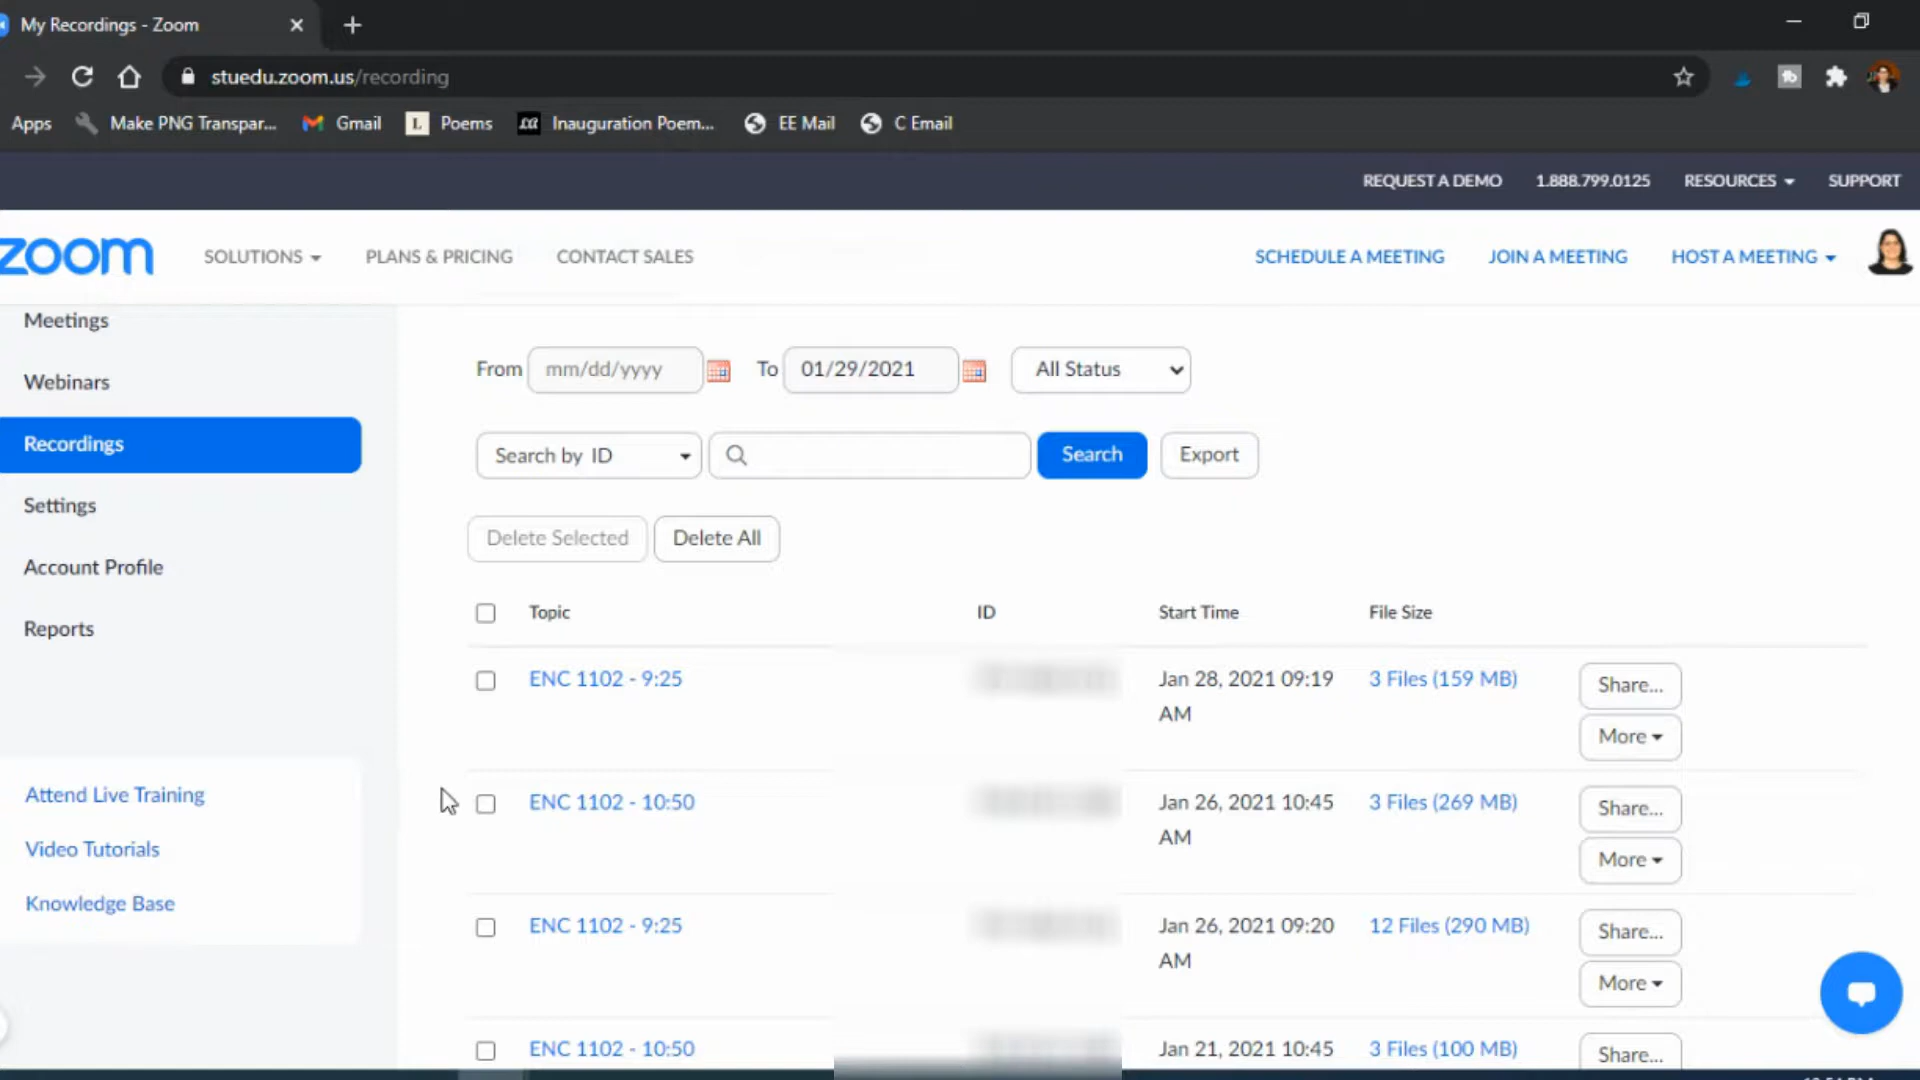 My Recordings - Zoom
stuedu.zoom.us/recording
Apps Make PNG Transpar... Gmail L Poems Inauguration Poem... EE Mail C Email
REQUEST A DEMO 1.888.799.0125 RESOURCES SUPPORT
zoom SOLUTIONS PLANS & PRICING CONTACT SALES SCHEDULE A MEETING JOIN A MEETING HOST A MEETING
Meetings
Webinars
Recordings
Settings
Account Profile
Reports
Attend Live Training
Video Tutorials
Knowledge Base
From mm/dd/yyyy To 01/29/2021 All Status
Search by ID Search Export
Delete Selected Delete All
Topic ID Start Time File Size
ENC 1102 - 9:25 Jan 28, 2021 09:19 3 Files (159 MB) Share...
AM More
ENC 1102 - 10:50 Jan 26, 2021 10:45 3 Files (269 MB) Share...
AM More
ENC 1102 - 9:25 Jan 26, 2021 09:20 12 Files (290 MB) Share...
AM More
ENC 1102 - 10:50 Jan 21, 2021 10:45 3 Files (100 MB) Share...